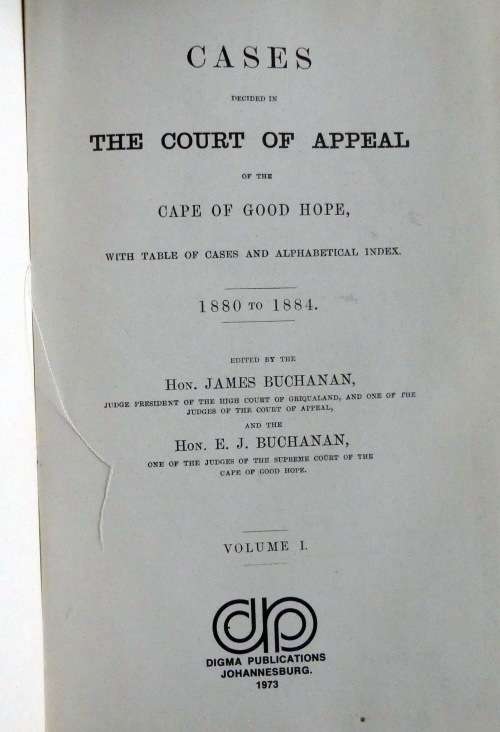 CASES
DECIDED IN
THE COURT OF APPEAL
OF THE
CAPE OF GOOD HOPE,
WITH TABLE OF CASES AND ALPHABETICAL INDEX.
1880 TO 1884.
EDITED BY THE
HON. JAMES BUCHANAN,
JUDGE PRESIDENT OF THE HIGH COURT OF GRIQUALAND, AND ONE OF THE
JUDGES OF THE COURT OF APPEAL,
AND THE
HON. E. J. BUCHANAN,
ONE OF THE JUDGES OF THE SUPREME COURT OF THE
CAPE OF GOOD HOPE.
VOLUME I.
dp
DIGMA PUBLICATIONS
JOHANNESBURG.
1973